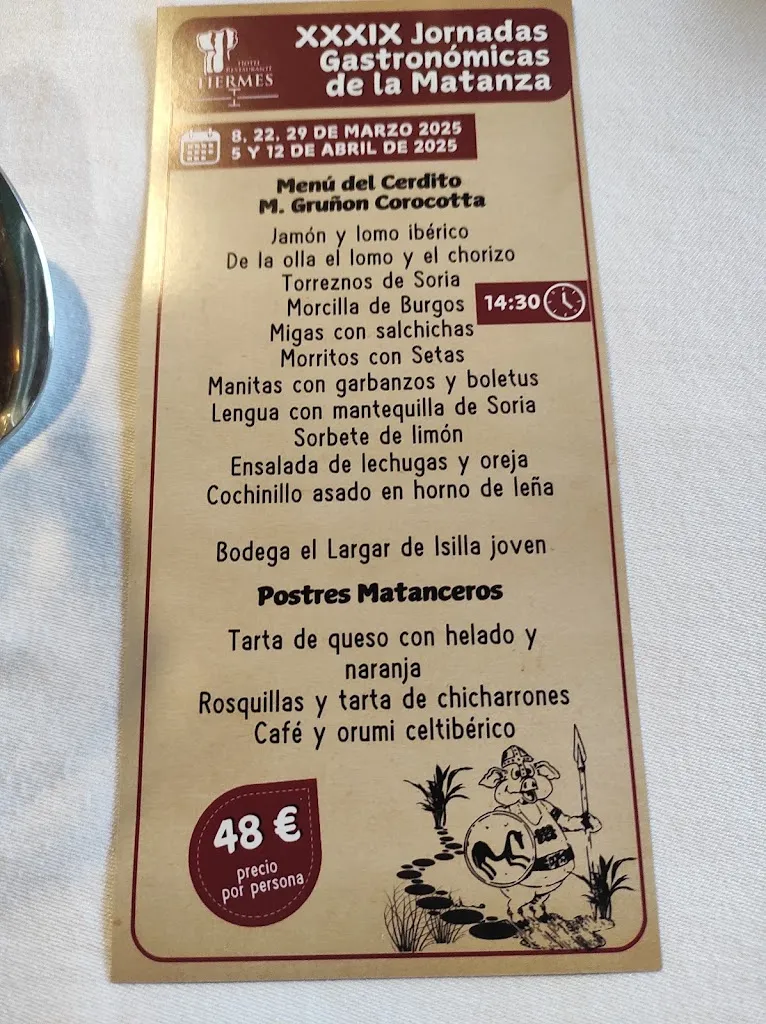 XXXIX Jornadas
Gastronómicas
de la Matanza
HOTEL
RESTAURANTE
TIERMES
8, 22, 29 DE MARZO 2025
5 Y 12 DE ABRIL DE 2025
Menú del Cerdito
M. Gruñon Corocotta
Jamón y lomo ibérico
De la olla el lomo y el chorizo
Torreznos de Soria
Morcilla de Burgos
14:30
Migas con salchichas
Morritos con Setas
Manitas con garbanzos y boletus
Lengua con mantequilla de Soria
Sorbete de limón
Ensalada de lechugas y oreja
Cochinillo asado en horno de leña
Bodega el Largar de Isilla joven
Postres Matanceros
Tarta de queso con helado y
naranja
Rosquillas y tarta de chicharrones
Café y orumi celtibérico
48 €
precio
por persona